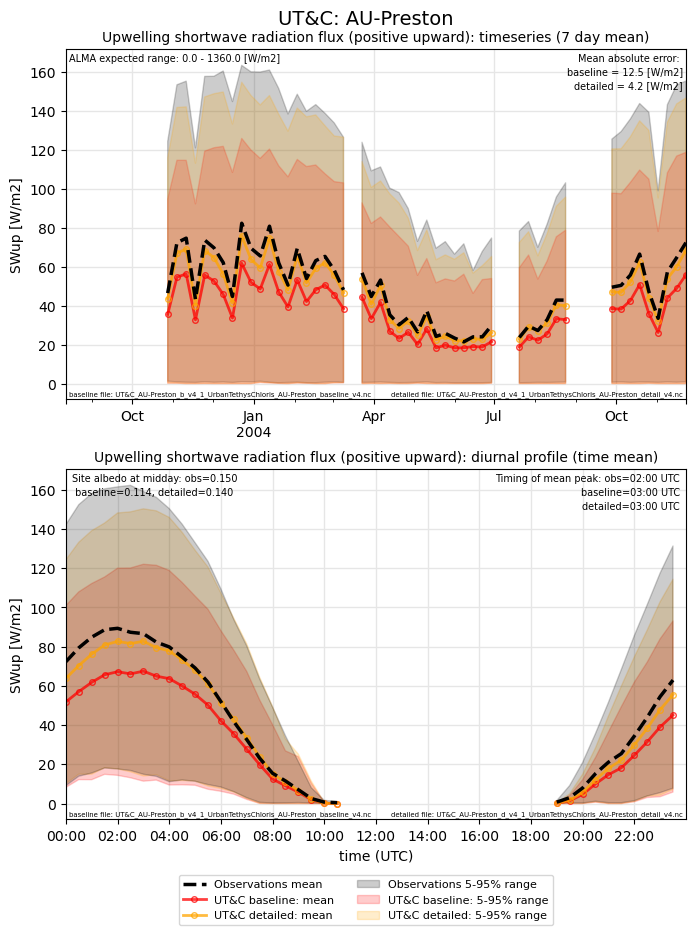 UT&C: AU-Preston
Upwelling shortwave radiation flux (positive upward): timeseries (7 day mean)
ALMA expected range: 0.0 - 1360.0 [W/m2]
Mean absolute error:
baseline = 12.5 [W/m2]
detailed = 4.2 [W/m2]
SWup [W/m2]
160
140
120
100
80
60
40
20
0
baseline file: UT&C_AU-Preston_b_v4_1_UrbanTethysChloris_AU-Preston_baseline_v4.nc
detailed file: UT&C_AU-Preston_d_v4_1_UrbanTethysChloris_AU-Preston_detail_v4.nc
Oct Jan Apr Jul Oct
2004
Upwelling shortwave radiation flux (positive upward): diurnal profile (time mean)
Site albedo at midday: obs=0.150
baseline=0.114, detailed=0.140
Timing of mean peak: obs=02:00 UTC
baseline=03:00 UTC
detailed=03:00 UTC
SWup [W/m2]
160
140
120
100
80
60
40
20
0
baseline file: UT&C_AU-Preston_b_v4_1_UrbanTethysChloris_AU-Preston_baseline_v4.nc
detailed file: UT&C_AU-Preston_d_v4_1_UrbanTethysChloris_AU-Preston_detail_v4.nc
00:00 02:00 04:00 06:00 08:00 10:00 12:00 14:00 16:00 18:00 20:00 22:00
time (UTC)
Observations mean
UT&C baseline: mean
UT&C detailed: mean
Observations 5-95% range
UT&C baseline: 5-95% range
UT&C detailed: 5-95% range